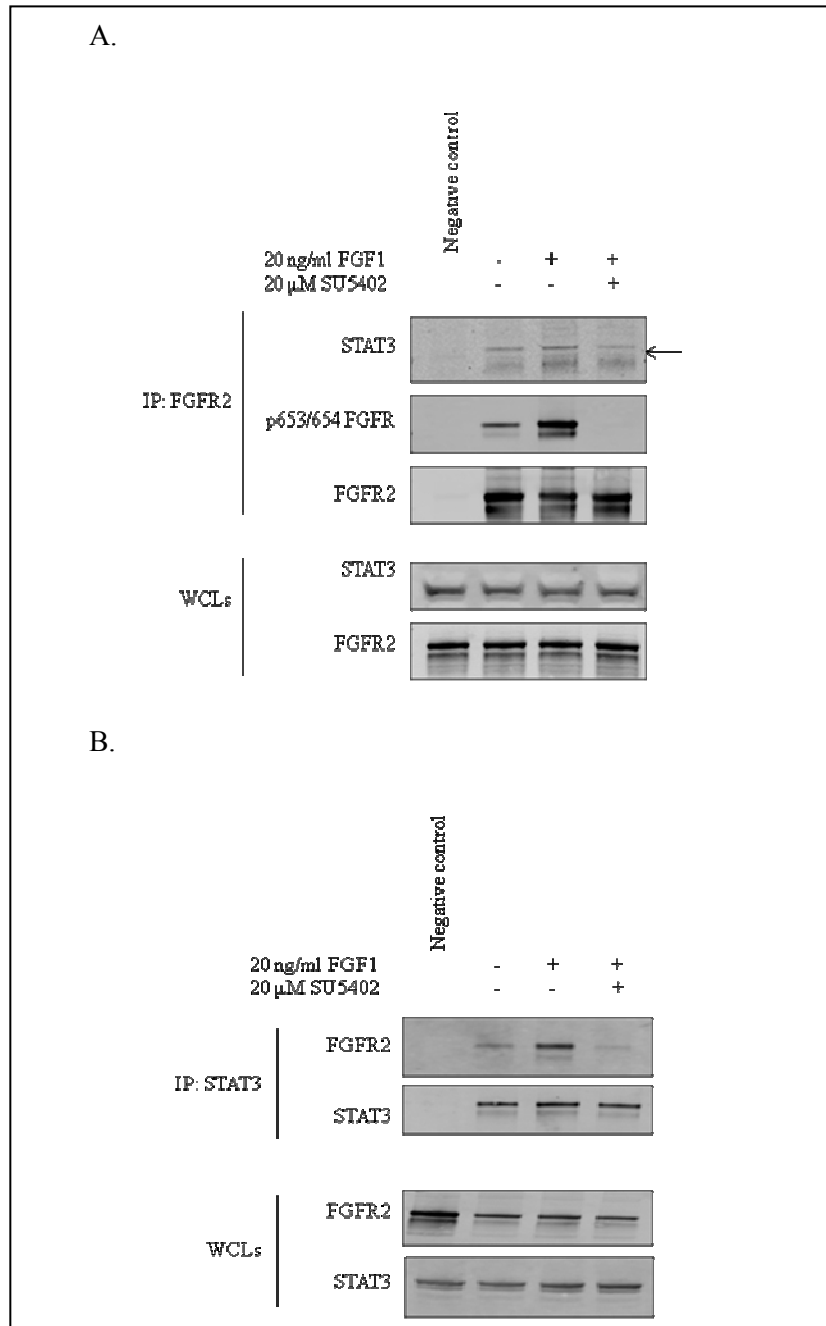 A.
Negative control
20 ng/ml FGF1 - + +
20 µM SU5402 - - +
IP: FGFR2
STAT3
p653/654 FGFR
FGFR2
WCLs
STAT3
FGFR2
B.
Negative control
20 ng/ml FGF1 - + +
20 µM SU5402 - - +
IP: STAT3
FGFR2
STAT3
WCLs
FGFR2
STAT3